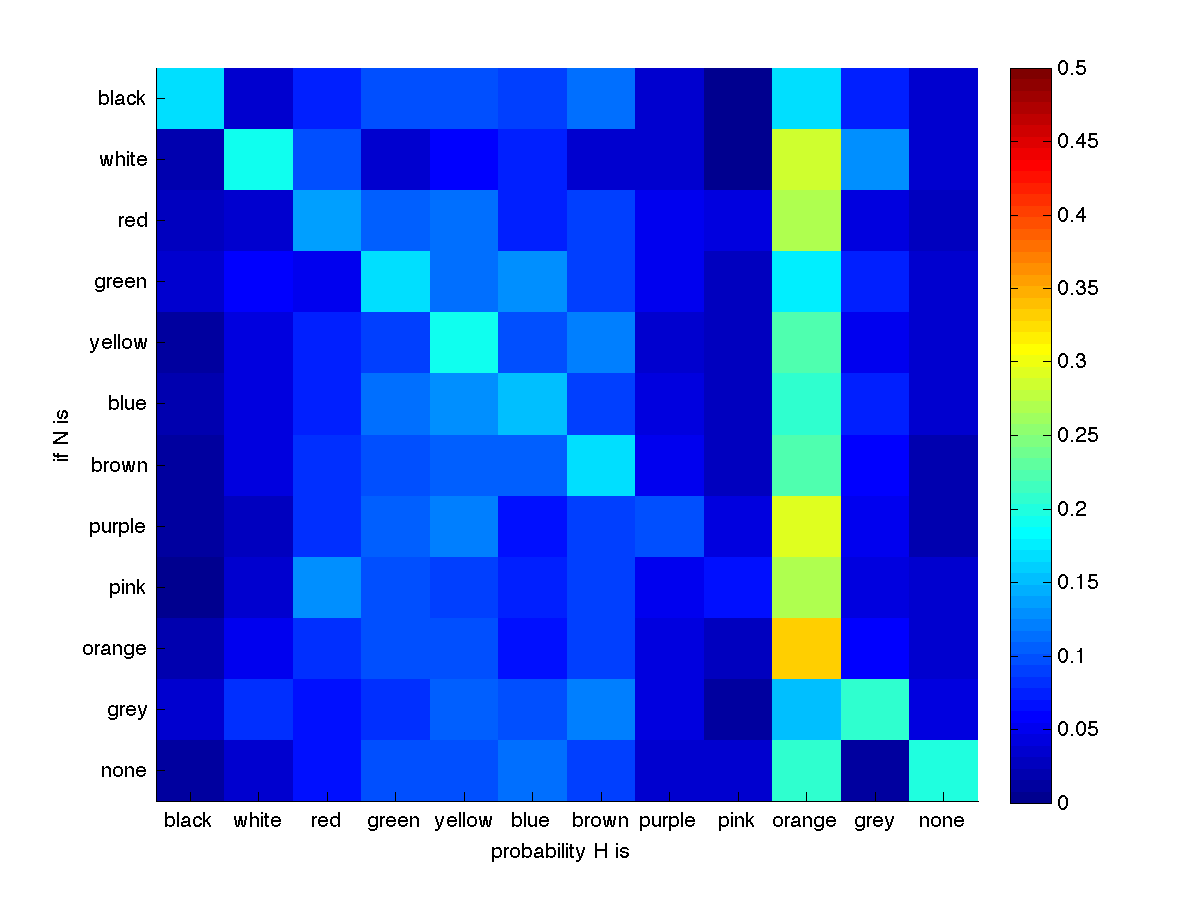 black
white
red
green
yellow
blue
brown
purple
pink
orange
grey
none
if N is
black white red green yellow blue brown purple pink orange grey none
probability H is
0.5
0.45
0.4
0.35
0.3
0.25
0.2
0.15
0.1
0.05
0